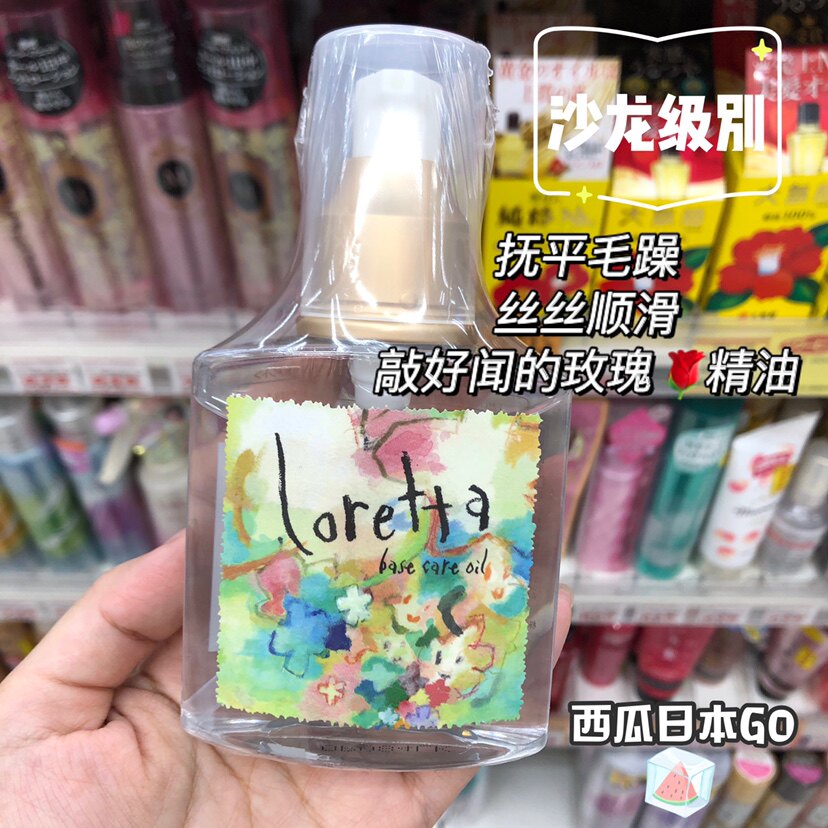 沙龙级别
抚平毛躁
丝丝顺滑
敲好闻的玫瑰🌹精油
loretta
base care oil
西瓜日本GO